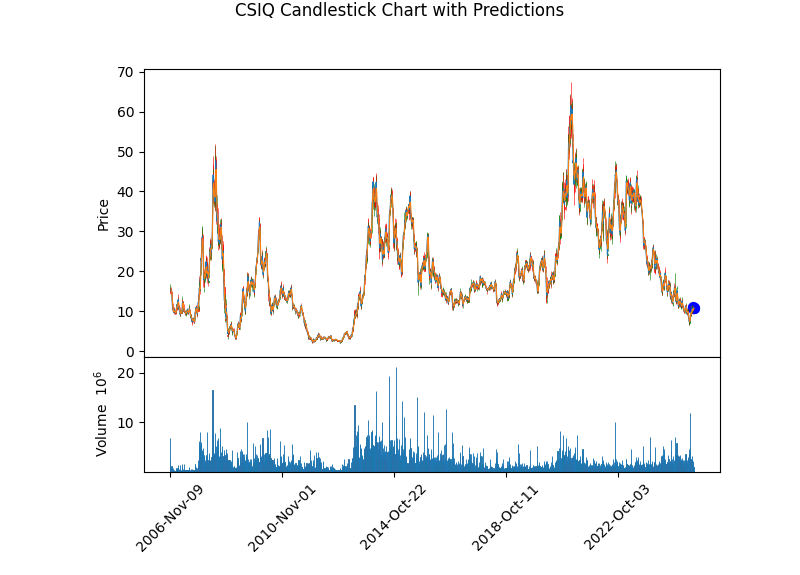 CSIQ Candlestick Chart with Predictions
70
60
50
40
30
20
10
0
Price
20
10
Volume 10^6
2006-Nov-09
2010-Nov-01
2014-Oct-22
2018-Oct-11
2022-Oct-03